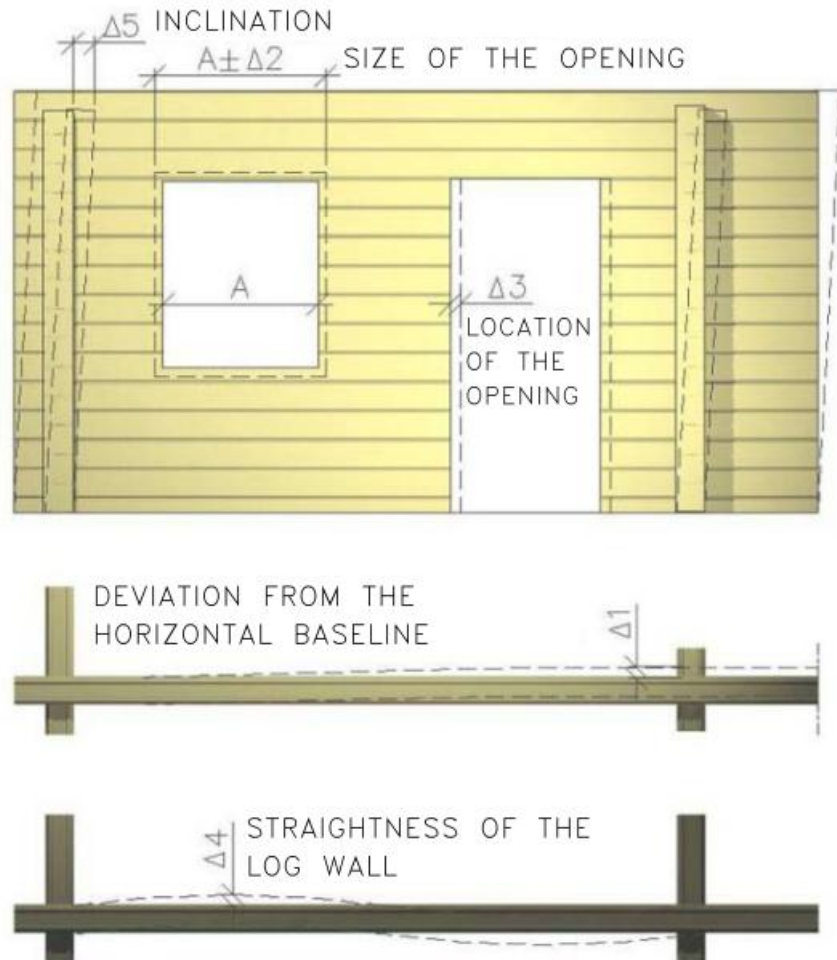 Δ5 INCLINATION
A±Δ2 SIZE OF THE OPENING
A
Δ3
LOCATION
OF THE
OPENING
DEVIATION FROM THE
HORIZONTAL BASELINE
Δ1
Δ4
STRAIGHTNESS OF THE
LOG WALL